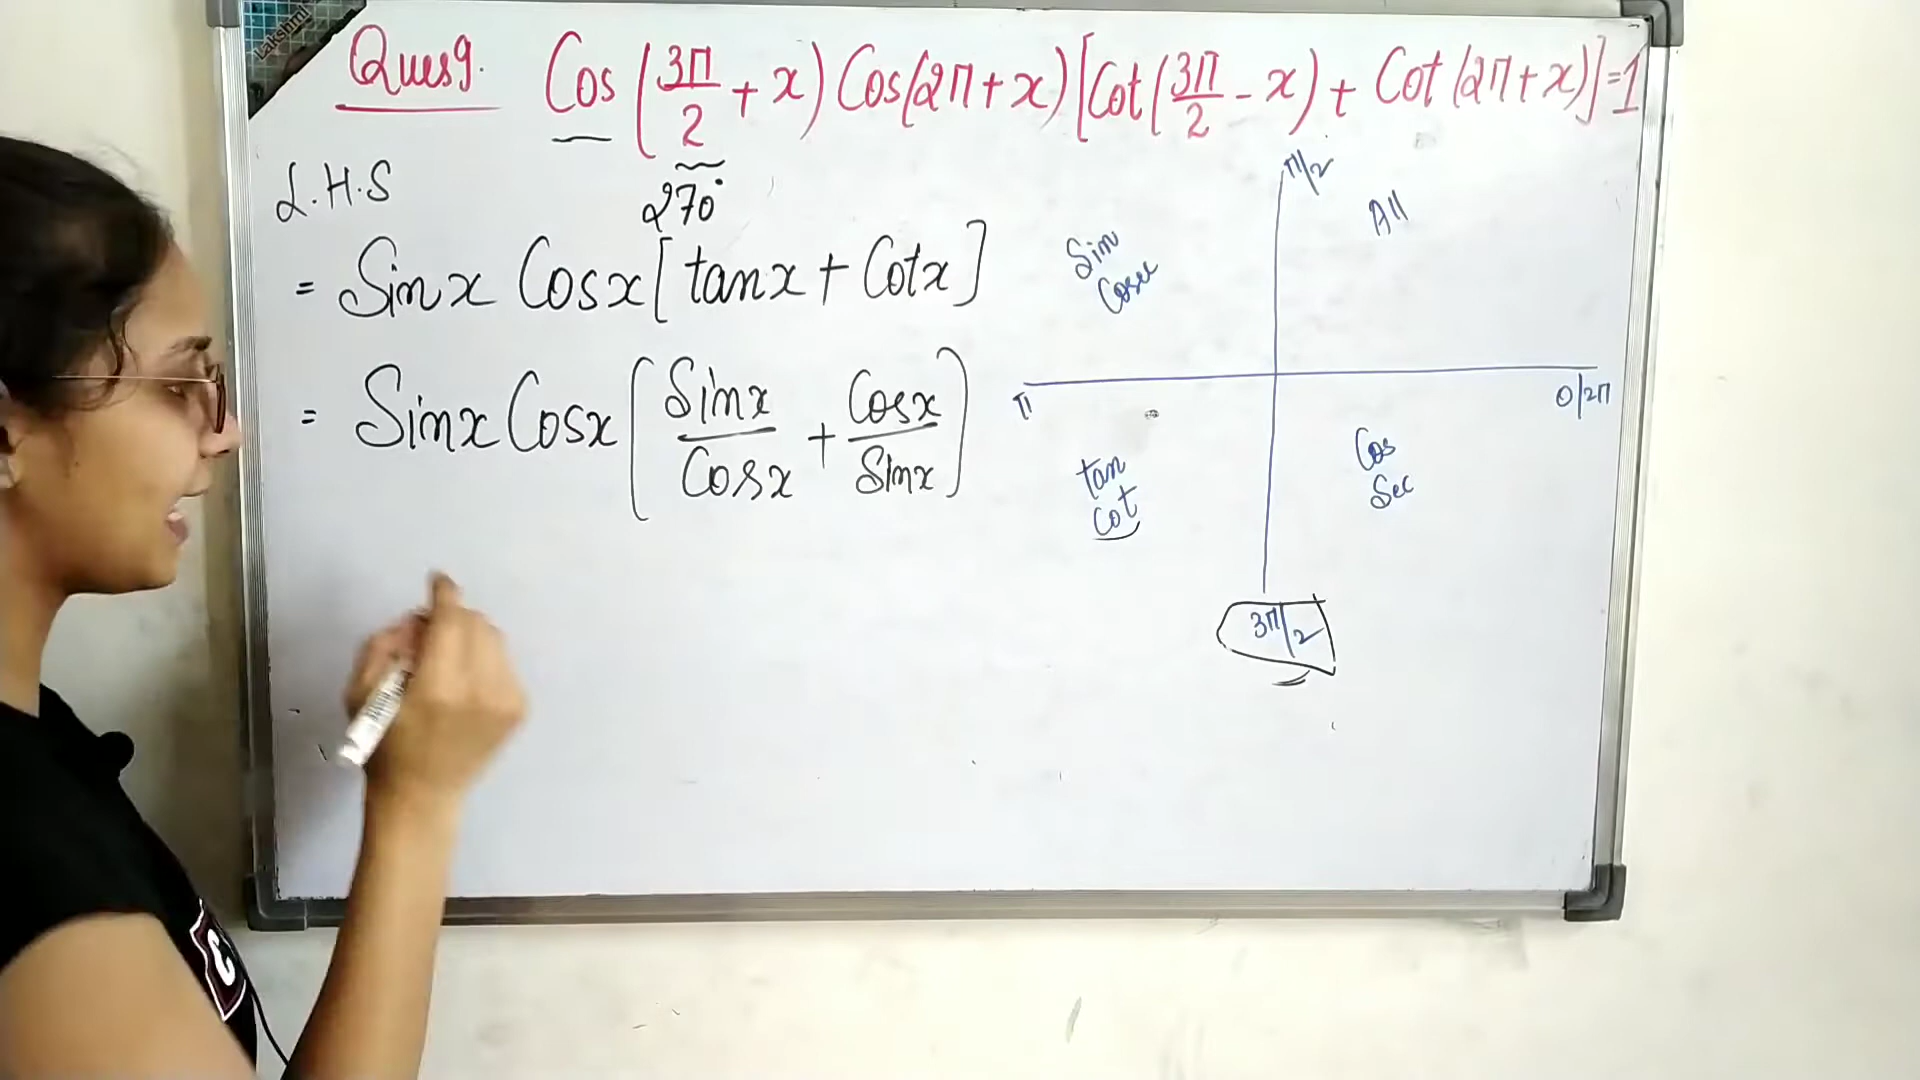 Lakshmi
Ques9. Cos (3π/2 + x) Cos(2π + x) [Cot(3π/2 - x) + Cot (2π + x)] = 1
L.H.S
270°
= Sinx Cosx [tanx + Cotx]
= Sinx Cosx (Sinx/Cosx + Cosx/Sinx)
π/2
All
Sin
Cosec
π
0/2π
tan
Cot
Cos
Sec
3π/2
C